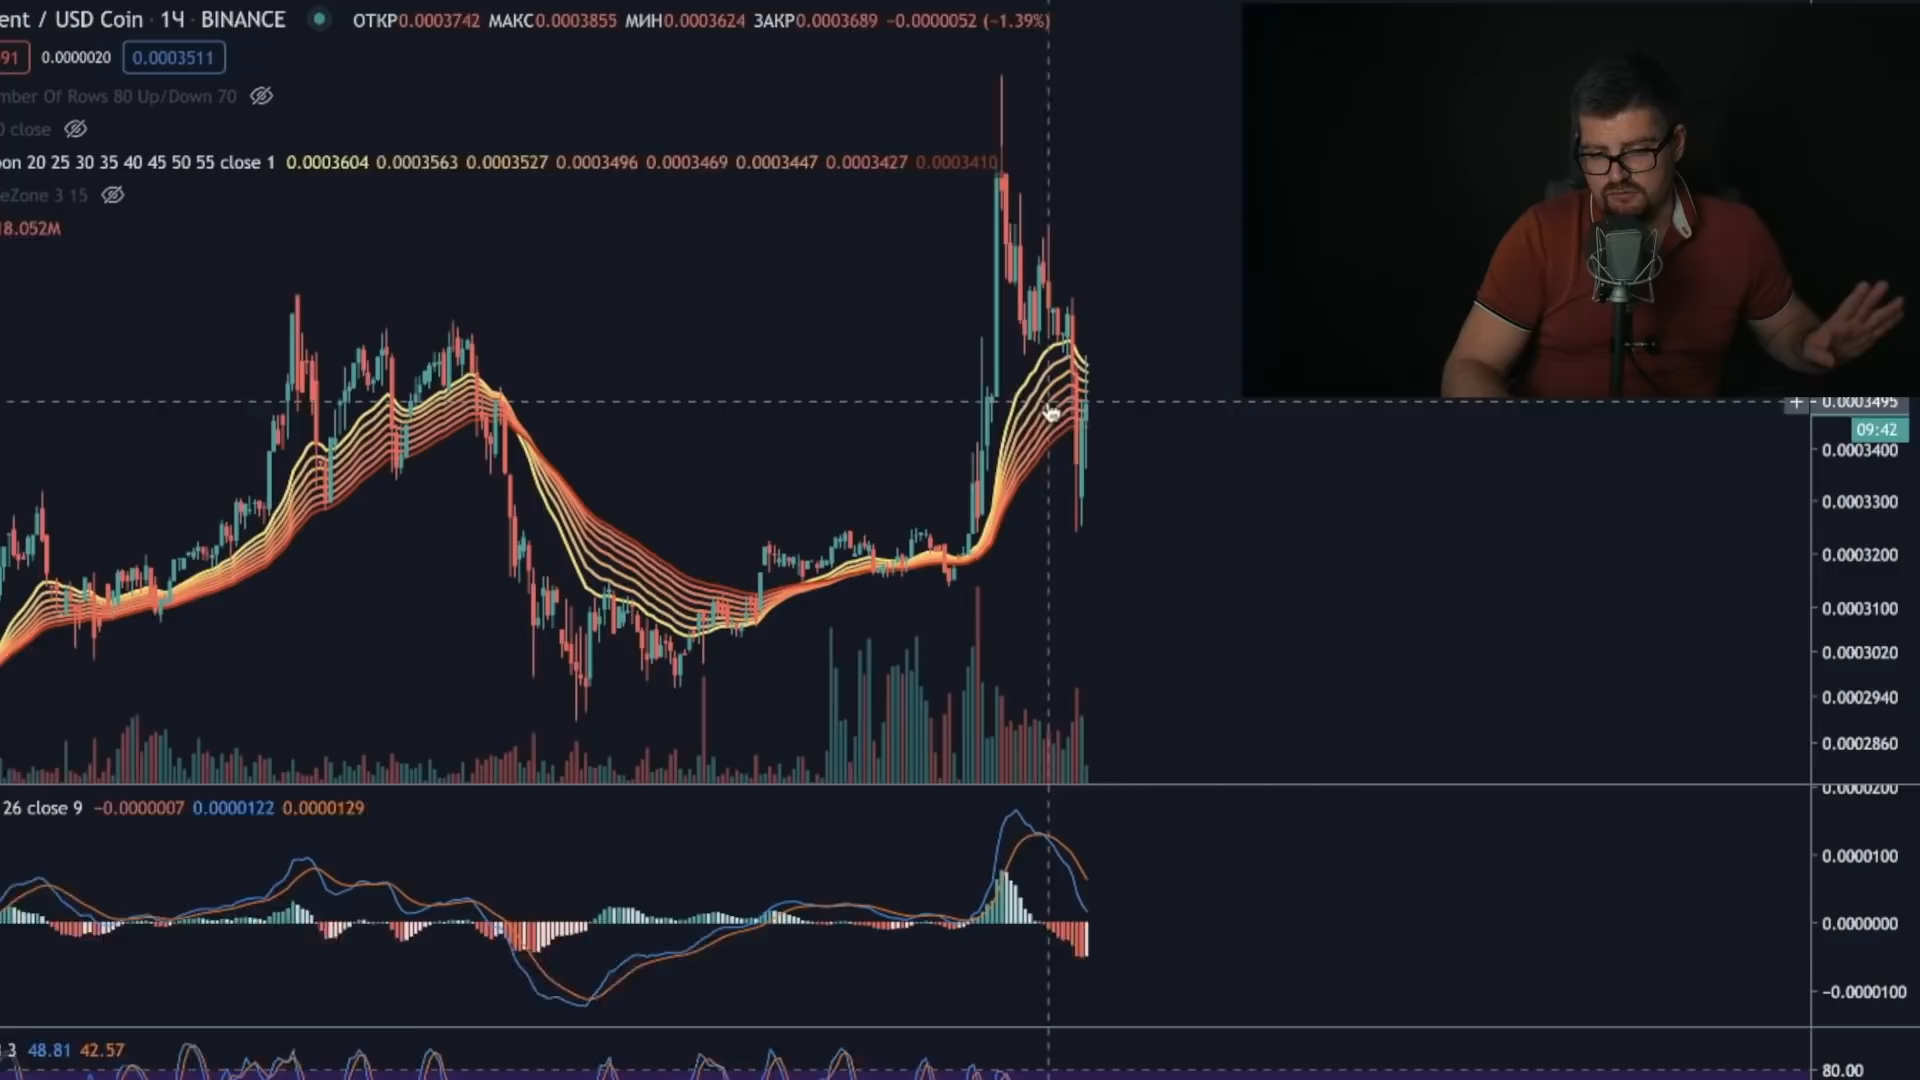 ent / USD Coin · 1Ч · BINANCE ОТКР0.0003742 МАКС0.0003855 МИН0.0003624 ЗАКР0.0003689 −0.0000052 (−1.39%)
91 0.0000020 0.0003511
mber Of Rows 80 Up/Down 70
0 close
on 20 25 30 35 40 45 50 55 close 1 0.0003604 0.0003563 0.0003527 0.0003496 0.0003469 0.0003447 0.0003427 0.0003410
eZone 3 15
18.052M
0.0003495
09:42
0.0003400
0.0003300
0.0003200
0.0003100
0.0003020
0.0002940
0.0002860
26 close 9 −0.0000007 0.0000122 0.0000129
0.0000200
0.0000100
0.0000000
−0.0000100
3 48.81 42.57
80.00